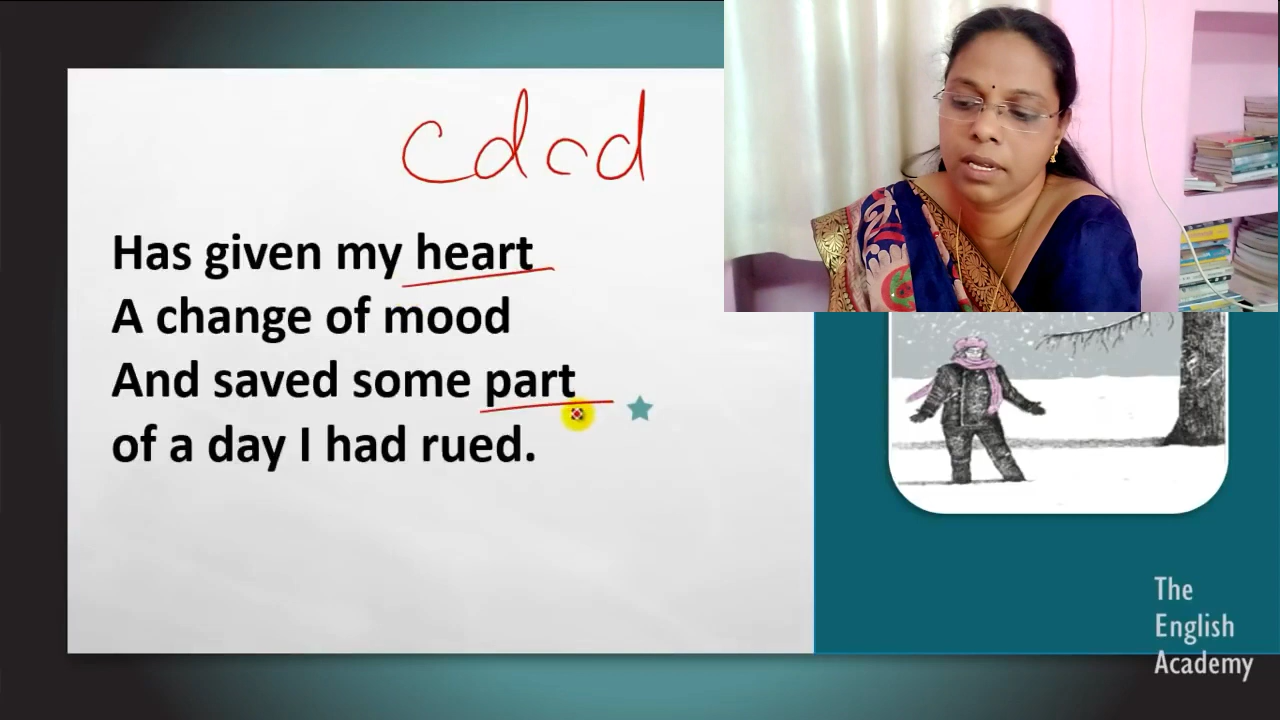 cdcd
Has given my heart
A change of mood
And saved some part
of a day I had rued.
The
English
Academy